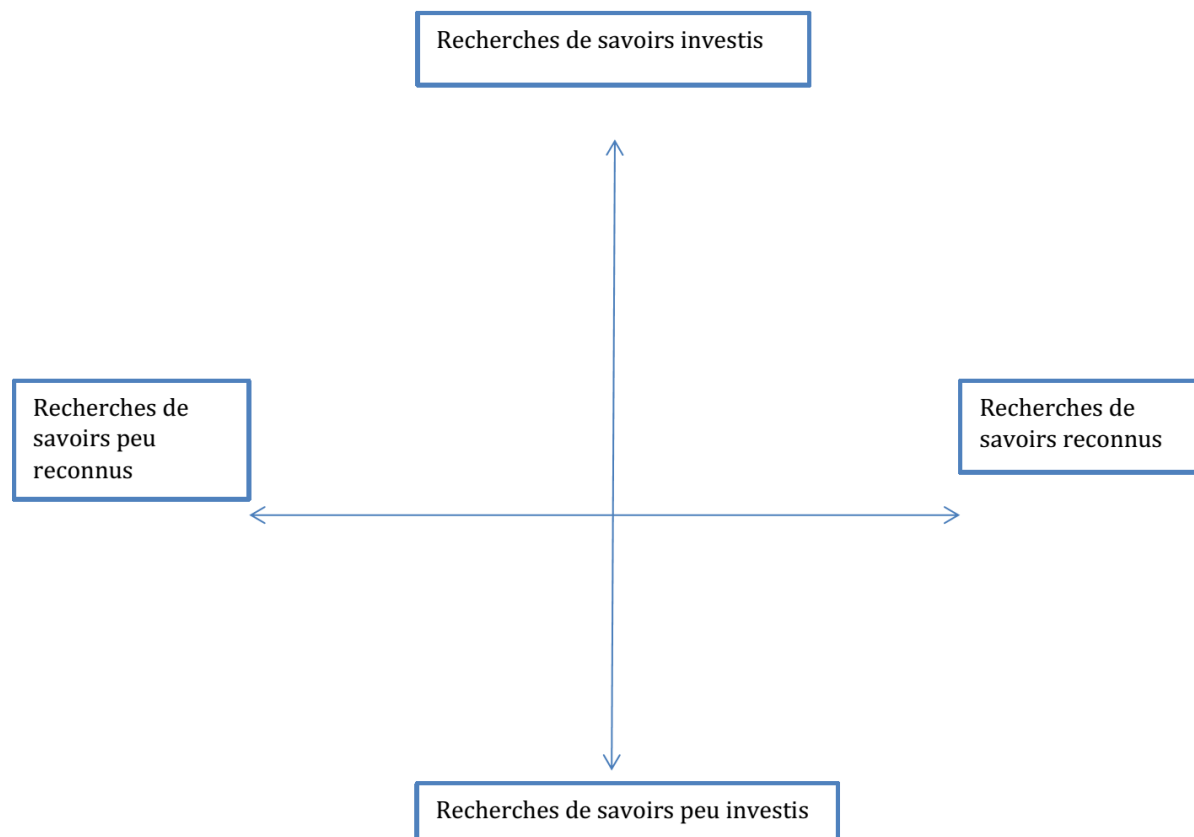 Recherches de savoirs investis
Recherches de
savoirs peu
reconnus
Recherches de
savoirs reconnus
Recherches de savoirs peu investis